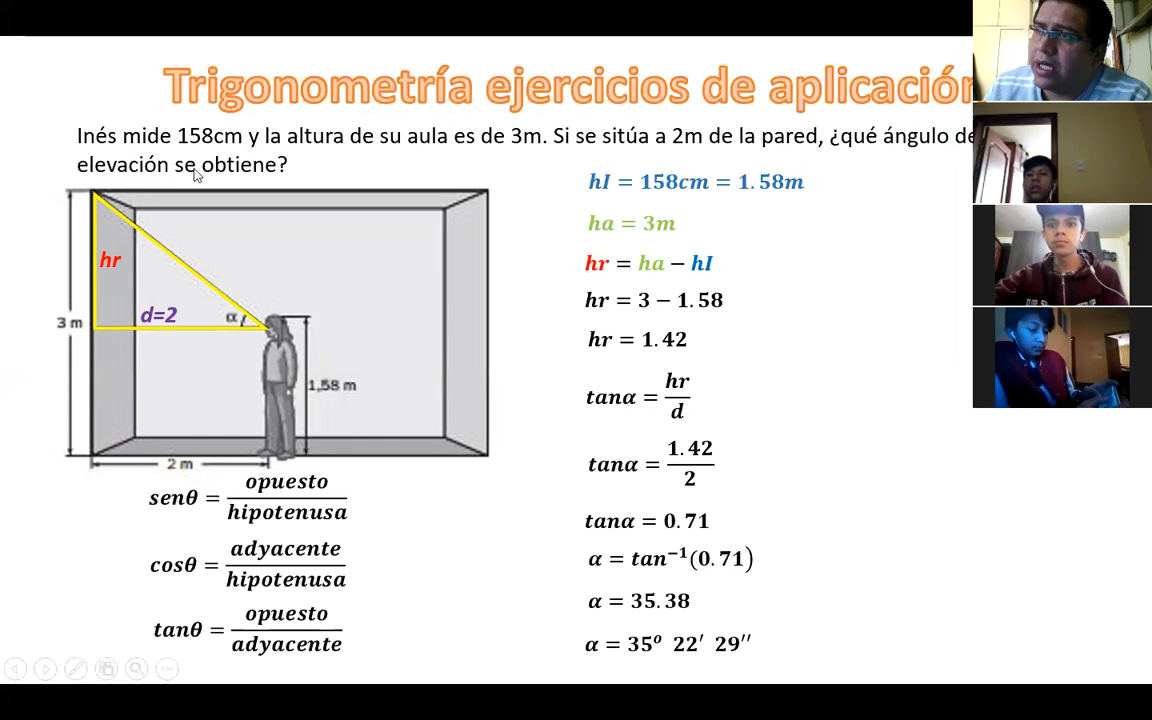 Trigonometría ejercicios de aplicación
Inés mide 158cm y la altura de su aula es de 3m. Si se sitúa a 2m de la pared, ¿qué ángulo de
elevación se obtiene?
hr
d=2
α
3 m
1,58 m
2 m
senθ = opuesto / hipotenusa
cosθ = adyacente / hipotenusa
tanθ = opuesto / adyacente
hI = 158cm = 1.58m
ha = 3m
hr = ha − hI
hr = 3 − 1.58
hr = 1.42
tanα = hr / d
tanα = 1.42 / 2
tanα = 0.71
α = tan⁻¹(0.71)
α = 35.38
α = 35º 22′ 29′′